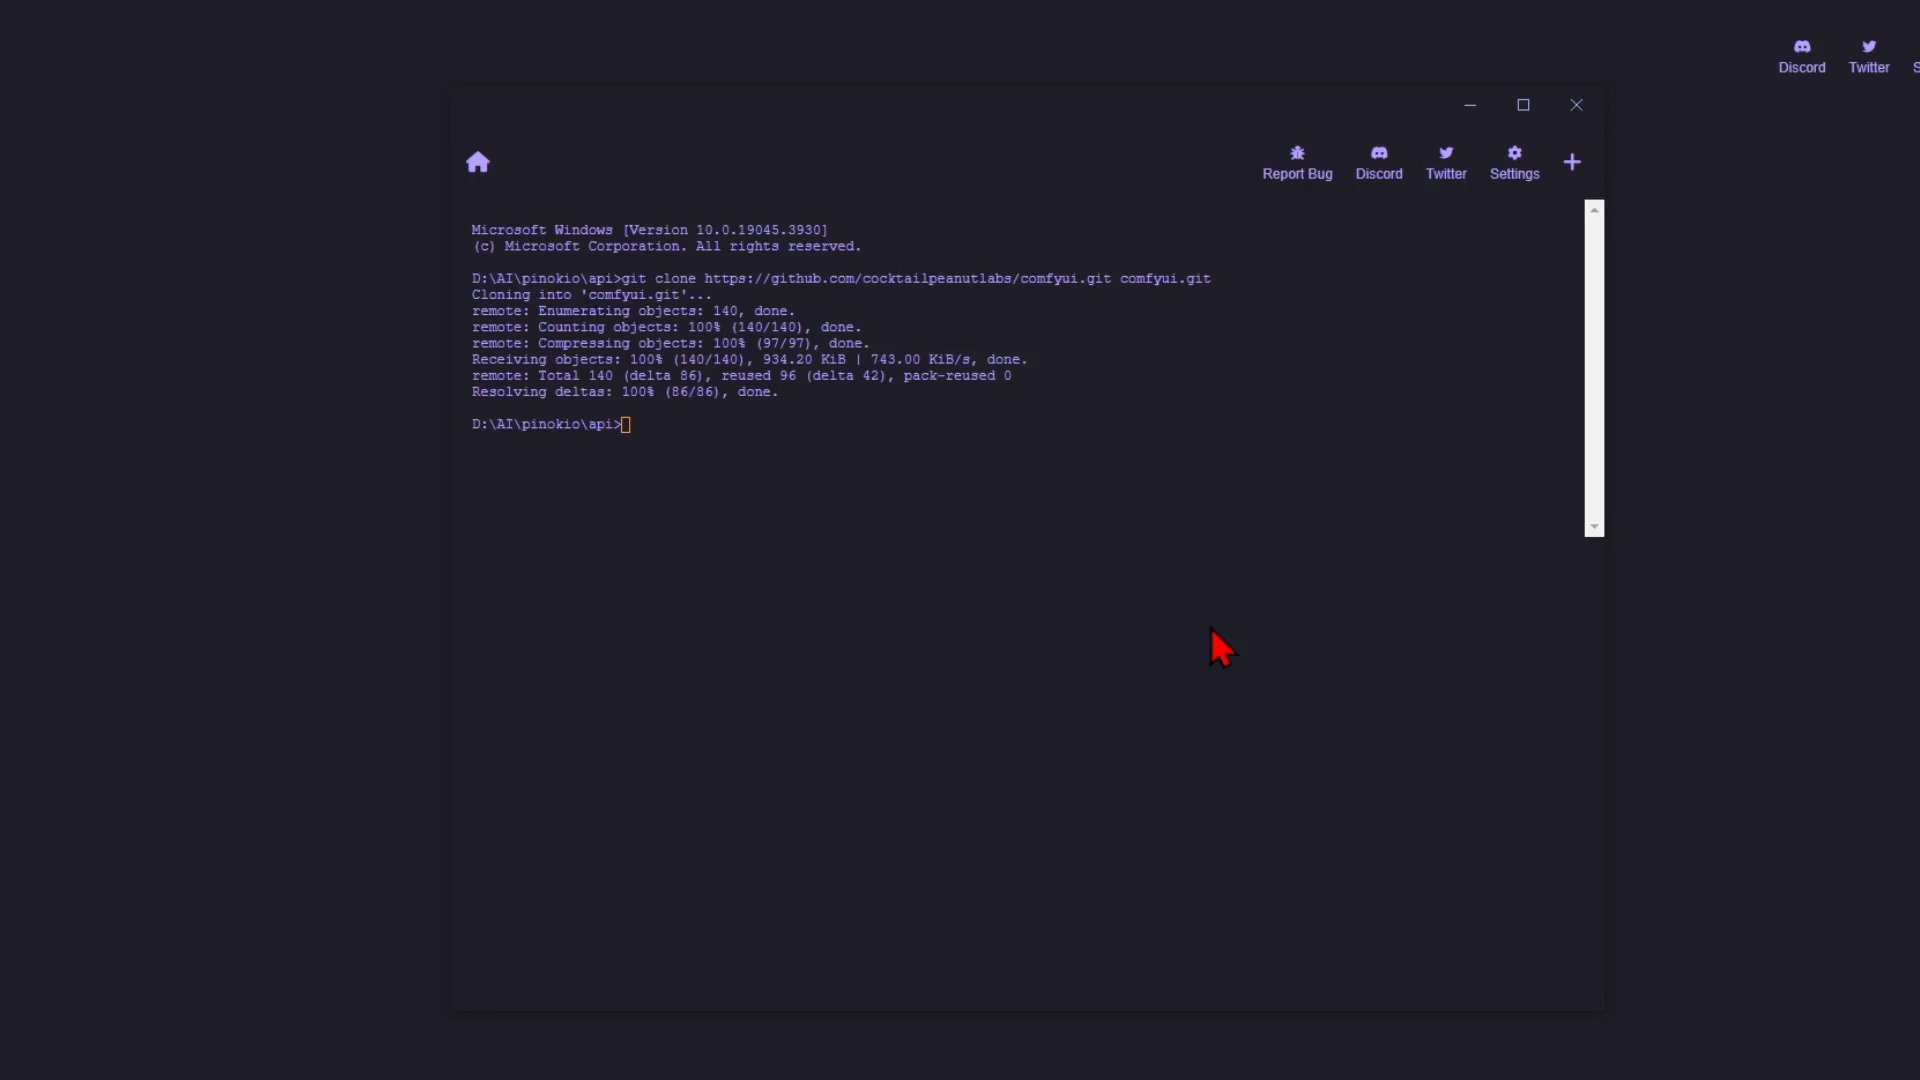 Discord Twitter
Report Bug Discord Twitter Settings
Microsoft Windows [Version 10.0.19045.3930]
(c) Microsoft Corporation. All rights reserved.
D:\AI\pinokio\api>git clone https://github.com/cocktailpeanutlabs/comfyui.git comfyui.git
Cloning into 'comfyui.git'...
remote: Enumerating objects: 140, done.
remote: Counting objects: 100% (140/140), done.
remote: Compressing objects: 100% (97/97), done.
Receiving objects: 100% (140/140), 934.20 KiB | 743.00 KiB/s, done.
remote: Total 140 (delta 86), reused 96 (delta 42), pack-reused 0
Resolving deltas: 100% (86/86), done.
D:\AI\pinokio\api>